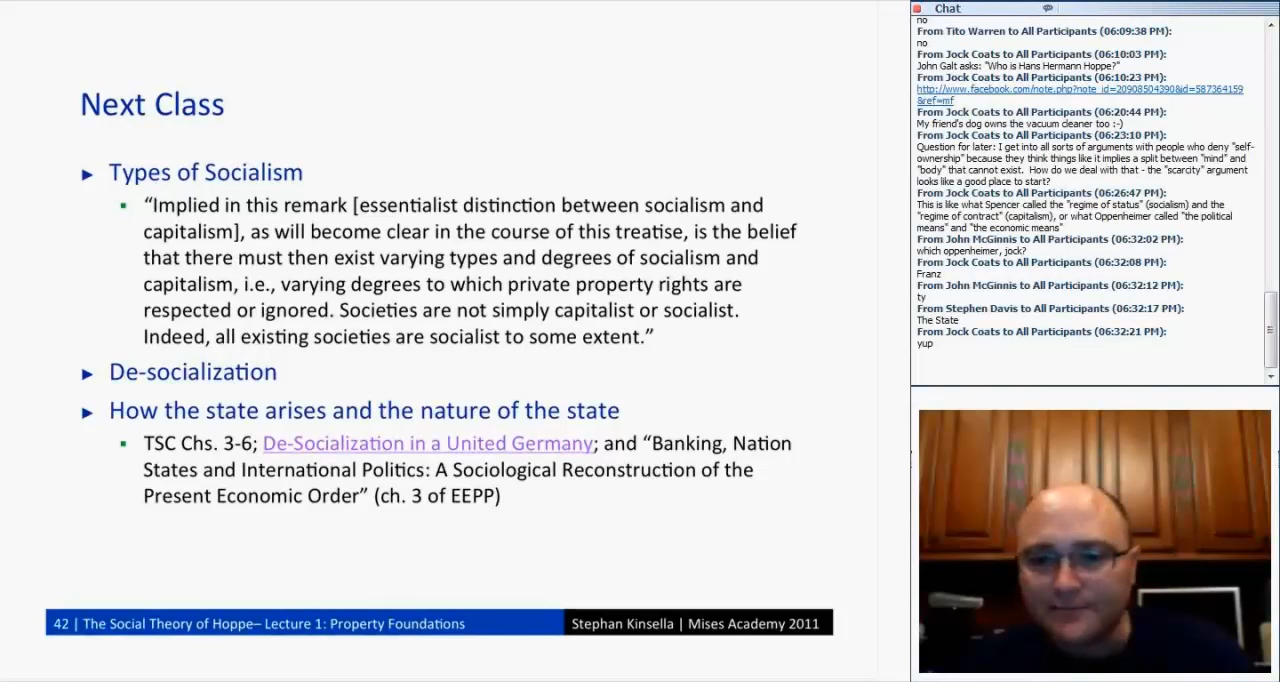 Next Class
► Types of Socialism
▪ “Implied in this remark [essentialist distinction between socialism and
capitalism], as will become clear in the course of this treatise, is the belief
that there must then exist varying types and degrees of socialism and
capitalism, i.e., varying degrees to which private property rights are
respected or ignored. Societies are not simply capitalist or socialist.
Indeed, all existing societies are socialist to some extent.”
► De-socialization
► How the state arises and the nature of the state
▪ TSC Chs. 3-6; De-Socialization in a United Germany; and “Banking, Nation
States and International Politics: A Sociological Reconstruction of the
Present Economic Order” (ch. 3 of EEPP)
42 | The Social Theory of Hoppe– Lecture 1: Property Foundations
Stephan Kinsella | Mises Academy 2011
Chat
no
From Tito Warren to All Participants (06:09:38 PM):
no
From Jock Coats to All Participants (06:10:03 PM):
John Galt asks: "Who is Hans Hermann Hoppe?"
From Jock Coats to All Participants (06:10:23 PM):
http://www.facebook.com/note.php?note_id=20908504390&id=587364159
&ref=mf
From Jock Coats to All Participants (06:20:44 PM):
My friend's dog owns the vacuum cleaner too :-)
From Jock Coats to All Participants (06:23:10 PM):
Question for later: I get into all sorts of arguments with people who deny "self-
ownership" because they think things like it implies a split between "mind" and
"body" that cannot exist. How do we deal with that - the "scarcity" argument
looks like a good place to start?
From Jock Coats to All Participants (06:26:47 PM):
This is like what Spencer called the "regime of status" (socialism) and the
"regime of contract" (capitalism), or what Oppenheimer called "the political
means" and "the economic means"
From John McGinnis to All Participants (06:32:02 PM):
which oppenheimer, jock?
From Jock Coats to All Participants (06:32:08 PM):
Franz
From John McGinnis to All Participants (06:32:12 PM):
ty
From Stephen Davis to All Participants (06:32:17 PM):
The State
From Jock Coats to All Participants (06:32:21 PM):
yup